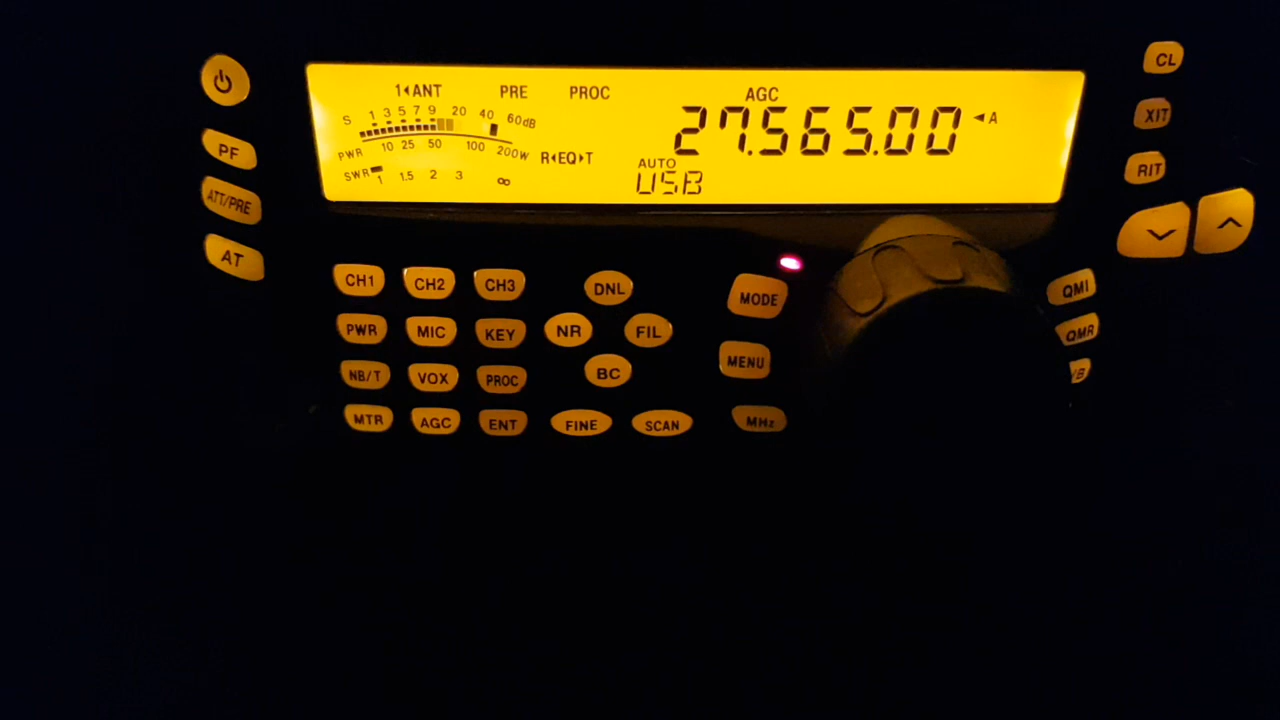 1◄ANT PRE PROC AGC
S 1 3 5 7 9 20 40 60dB
27.565.00 ◄A
PWR 10 25 50 100 200W R◄EQ►T AUTO
SWR 1 1.5 2 3 ∞ USB
PF
ATT/PRE
AT
CH1 CH2 CH3
PWR MIC KEY
NB/T VOX PROC
MTR AGC ENT
DNL
NR FIL
BC
FINE SCAN
MODE
MENU
MHz
CL
XIT
RIT
QMI
QMR
/B